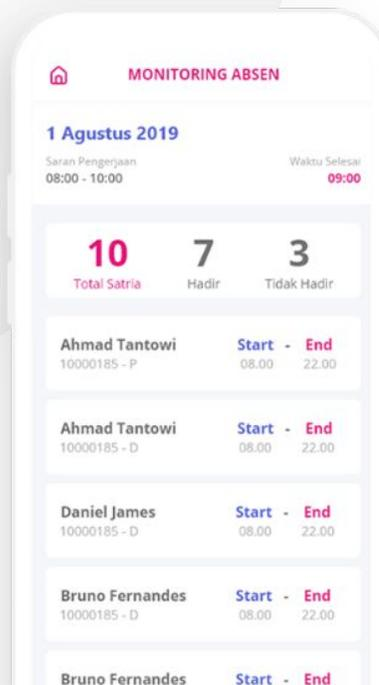 MONITORING ABSEN
1 Agustus 2019
Saran Pengerjaan
Waktu Selesai
08:00 - 10:00
09:00
10
7
3
Total Satria
Hadir
Tidak Hadir
Ahmad Tantowi
Start - End
10000185 - P
08.00
22.00
Ahmad Tantowi
Start - End
10000185 - D
08.00
22.00
Daniel James
Start - End
10000185 - D
08.00
22.00
Bruno Fernandes
Start - End
10000185 - D
08.00
22.00
Bruno Fernandes
Start - End